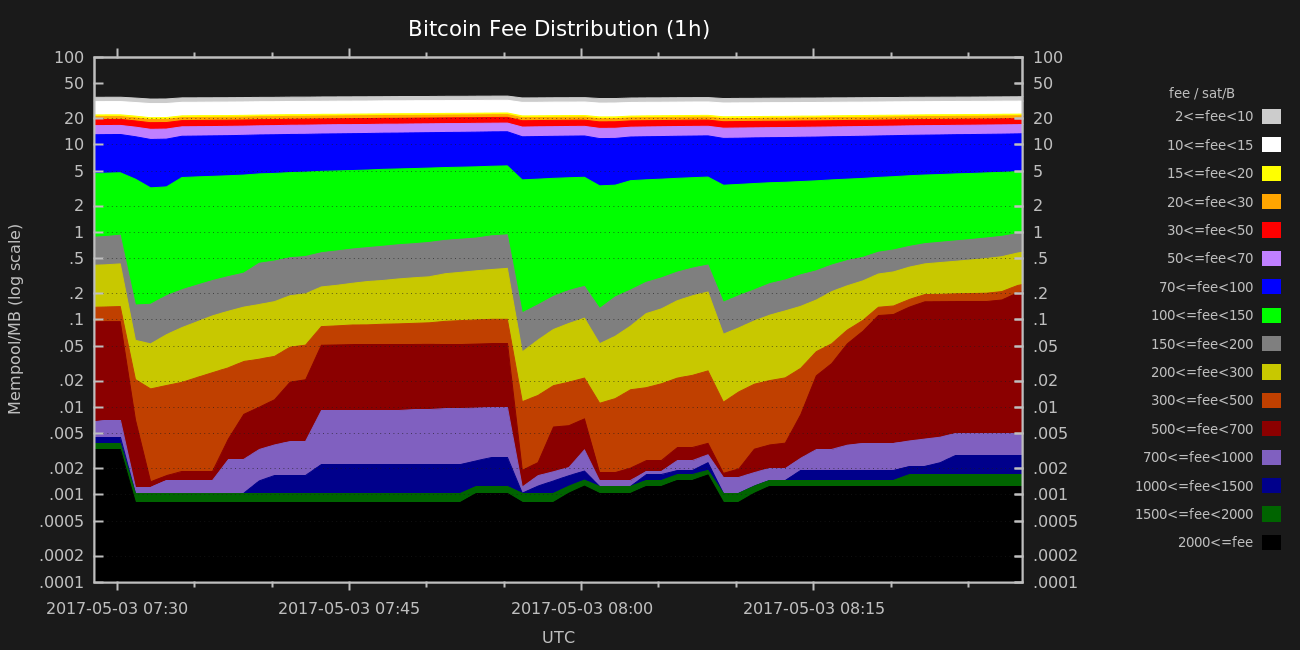 Bitcoin Fee Distribution (1h)
100
50
20
10
5
2
1
.5
.2
.1
.05
.02
.01
.005
.002
.001
.0005
.0002
.0001
Mempool/MB (log scale)
100
50
20
10
5
2
1
.5
.2
.1
.05
.02
.01
.005
.002
.001
.0005
.0002
.0001
fee / sat/B
2<=fee<10
10<=fee<15
15<=fee<20
20<=fee<30
30<=fee<50
50<=fee<70
70<=fee<100
100<=fee<150
150<=fee<200
200<=fee<300
300<=fee<500
500<=fee<700
700<=fee<1000
1000<=fee<1500
1500<=fee<2000
2000<=fee
2017-05-03 07:30 2017-05-03 07:45 2017-05-03 08:00 2017-05-03 08:15
UTC